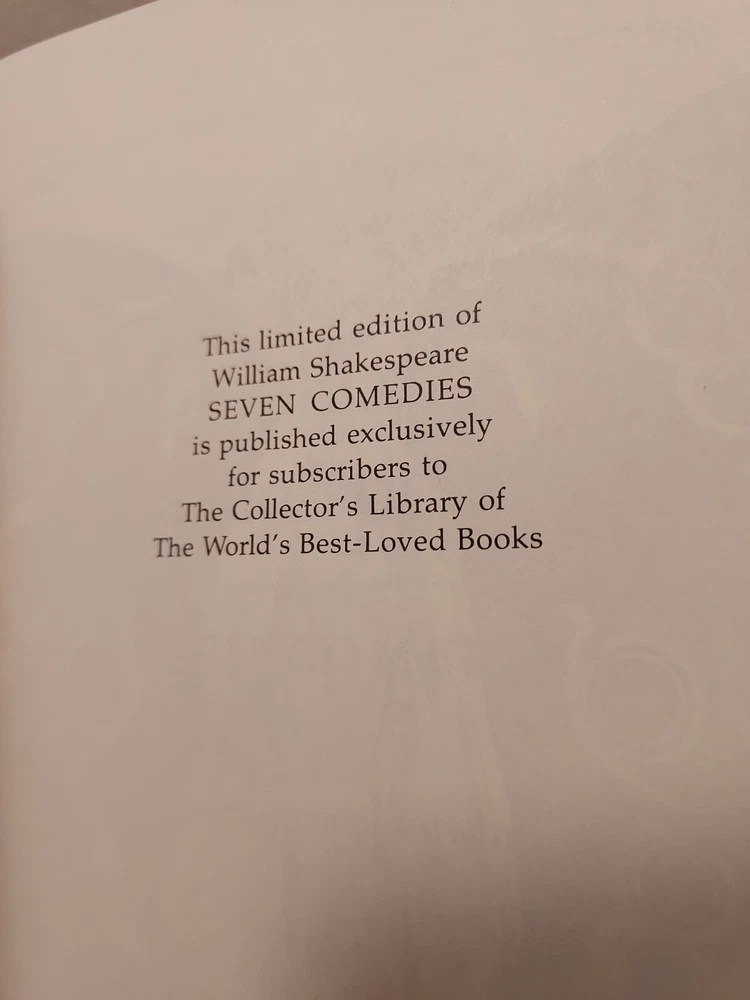 This limited edition of
William Shakespeare
SEVEN COMEDIES
is published exclusively
for subscribers to
The Collector's Library of
The World's Best-Loved Books